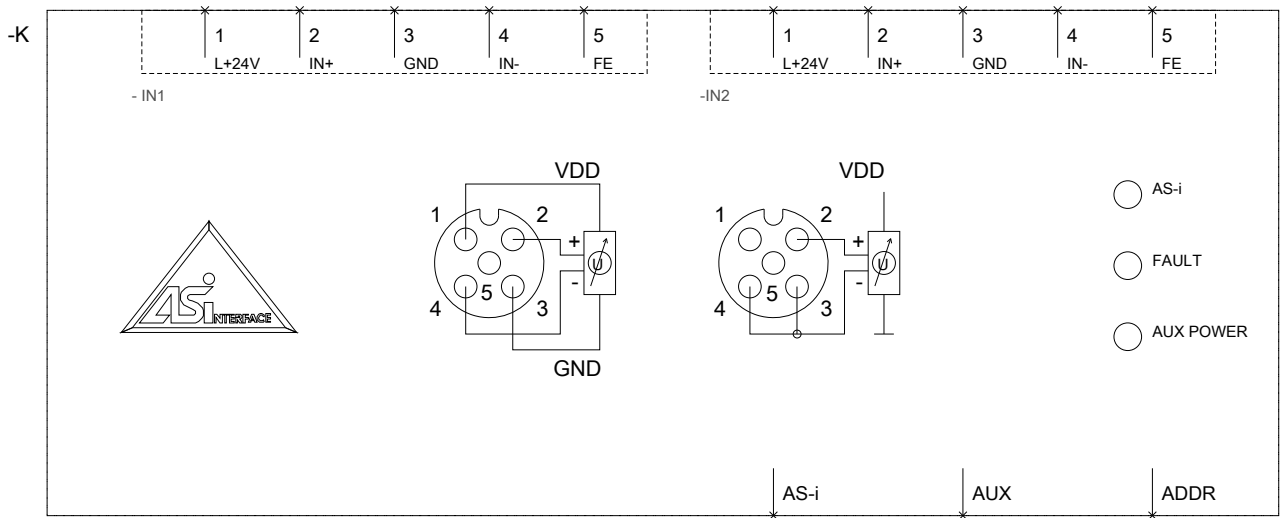 -K
1 2 3 4 5 1 2 3 4 5
L+24V IN+ GND IN- FE L+24V IN+ GND IN- FE
- IN1 -IN2
VDD VDD
AS-i
1 2 1 2
+ +
U U
FAULT
- -
5 5
4 3 4 3
ASi INTERFACE
AUX POWER
GND
AS-i AUX ADDR